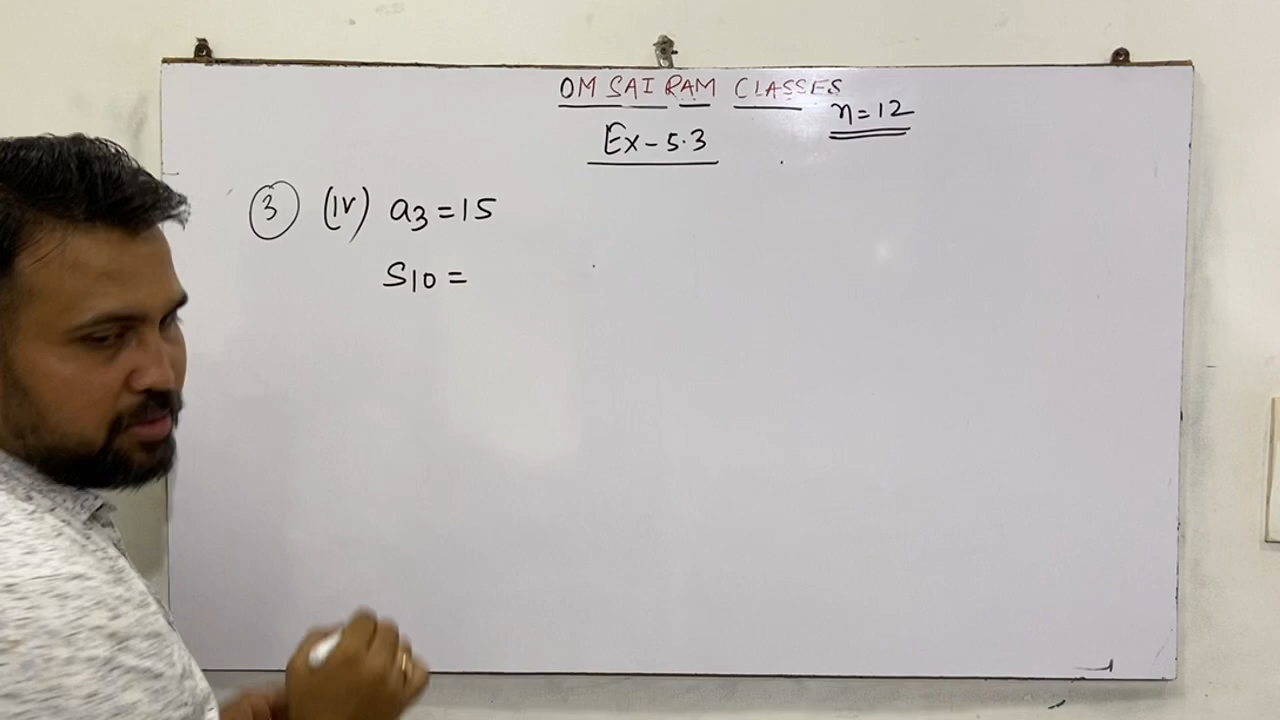 OM SAI RAM CLASSES
n=12
Ex-5.3
3 (iv) a3=15
S10=